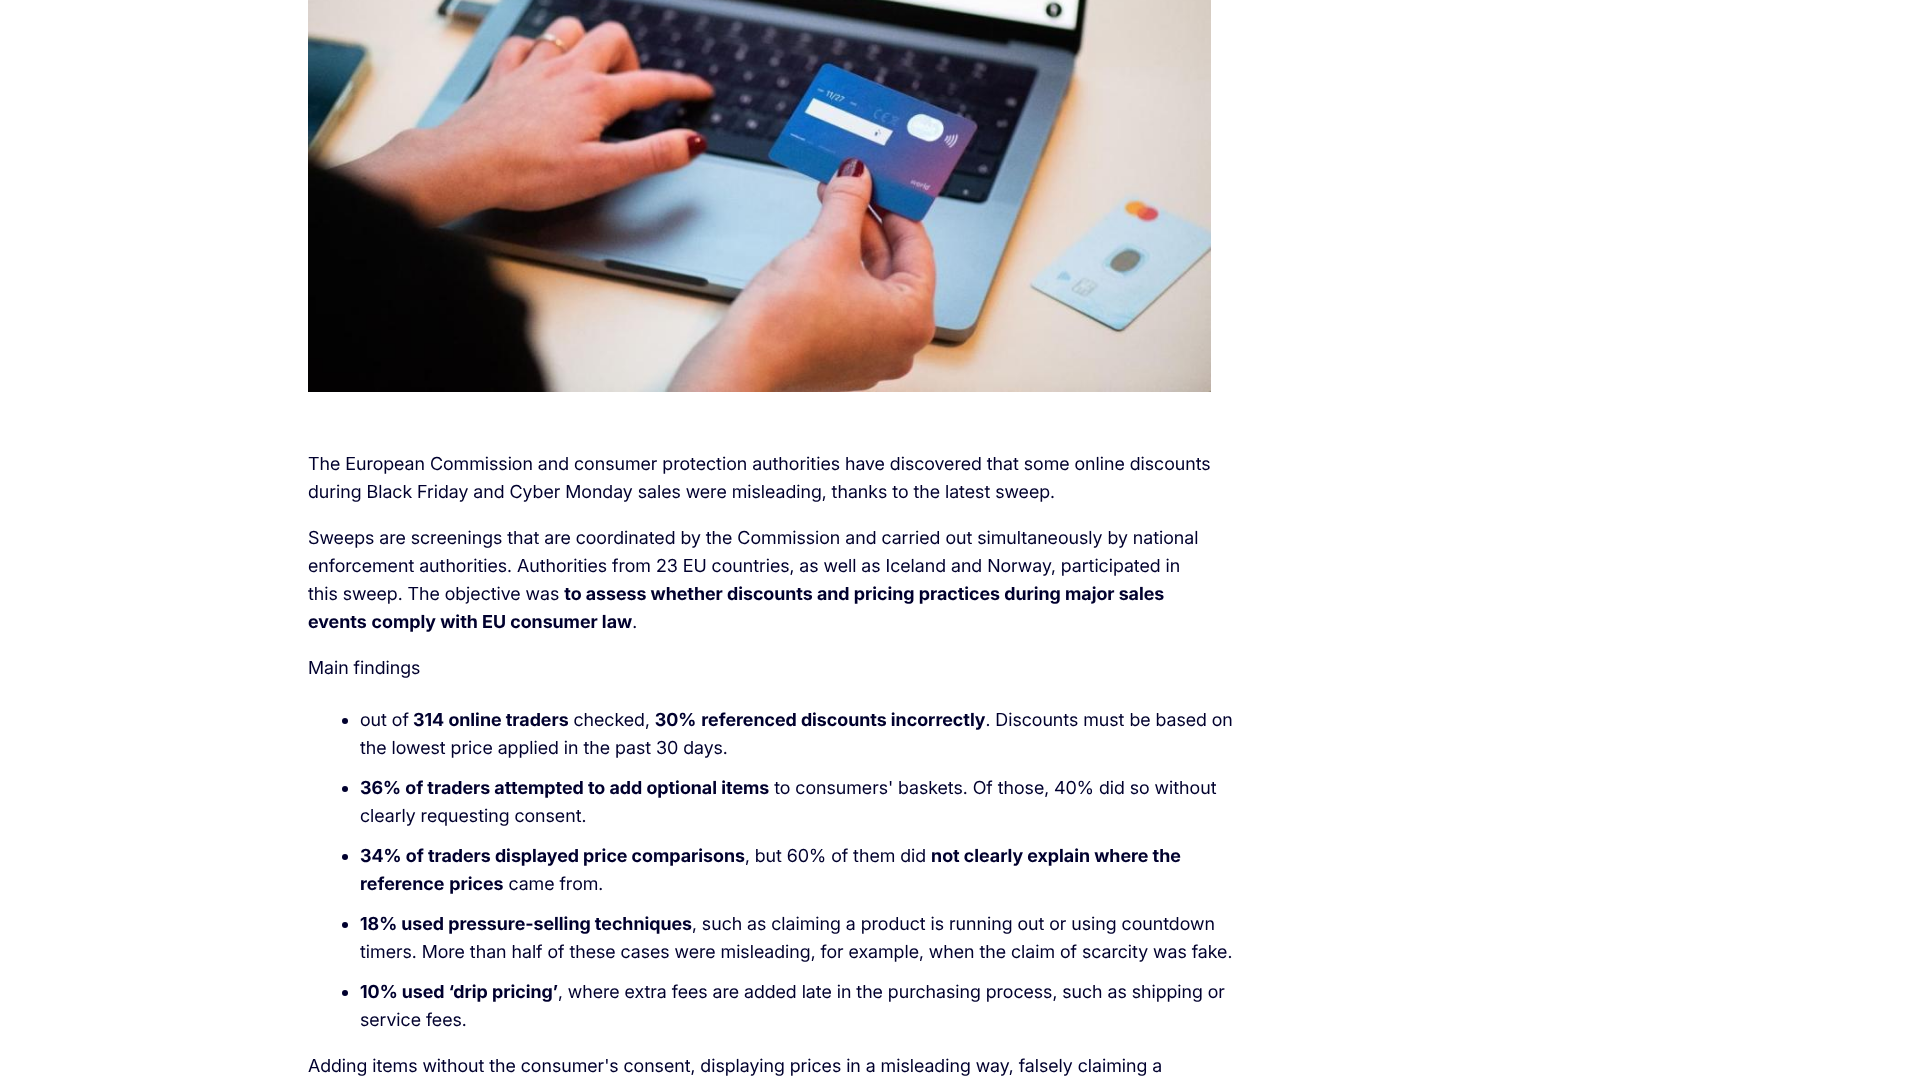 11/27
world
The European Commission and consumer protection authorities have discovered that some online discounts
during Black Friday and Cyber Monday sales were misleading, thanks to the latest sweep.
Sweeps are screenings that are coordinated by the Commission and carried out simultaneously by national
enforcement authorities. Authorities from 23 EU countries, as well as Iceland and Norway, participated in
this sweep. The objective was to assess whether discounts and pricing practices during major sales
events comply with EU consumer law.
Main findings
• out of 314 online traders checked, 30% referenced discounts incorrectly. Discounts must be based on
the lowest price applied in the past 30 days.
• 36% of traders attempted to add optional items to consumers' baskets. Of those, 40% did so without
clearly requesting consent.
• 34% of traders displayed price comparisons, but 60% of them did not clearly explain where the
reference prices came from.
• 18% used pressure-selling techniques, such as claiming a product is running out or using countdown
timers. More than half of these cases were misleading, for example, when the claim of scarcity was fake.
• 10% used ‘drip pricing’, where extra fees are added late in the purchasing process, such as shipping or
service fees.
Adding items without the consumer's consent, displaying prices in a misleading way, falsely claiming a